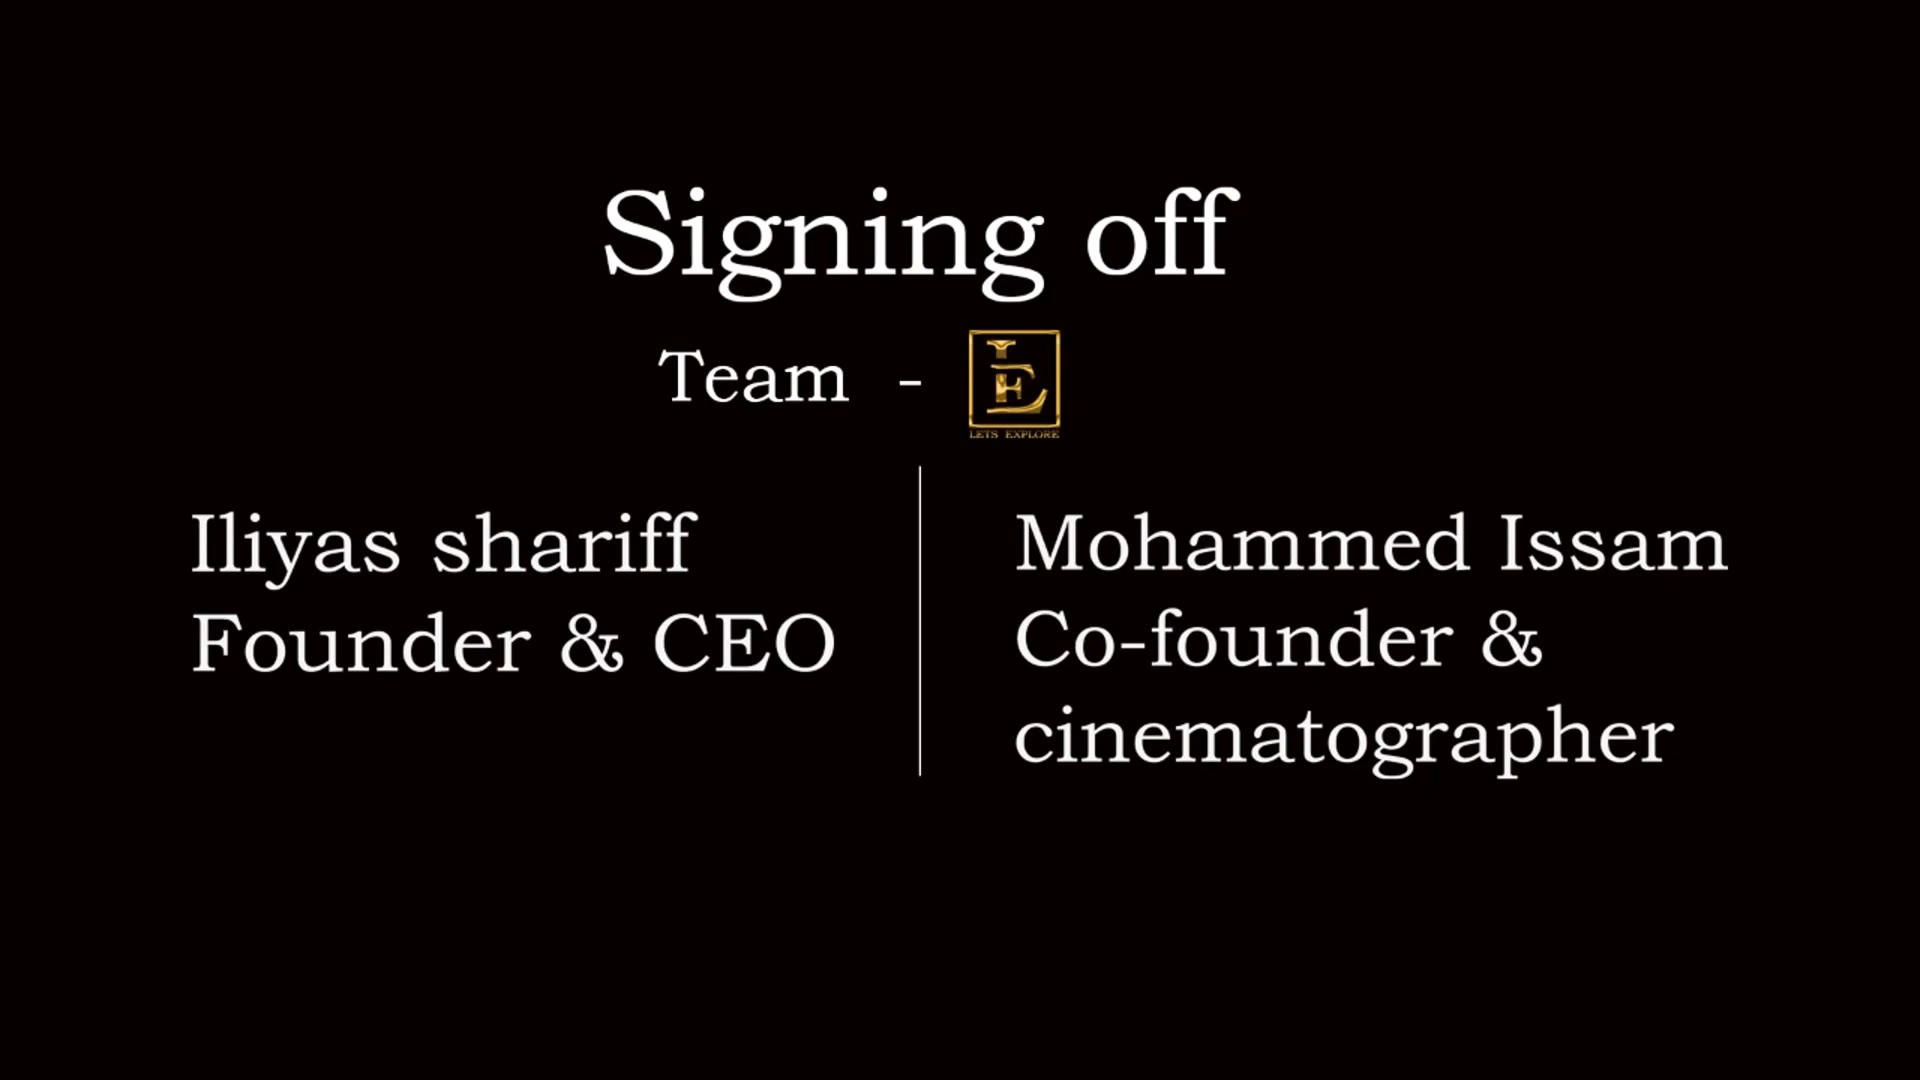 Signing off
Team -
LE
LETS EXPLORE
Iliyas shariff
Founder & CEO
Mohammed Issam
Co-founder &
cinematographer